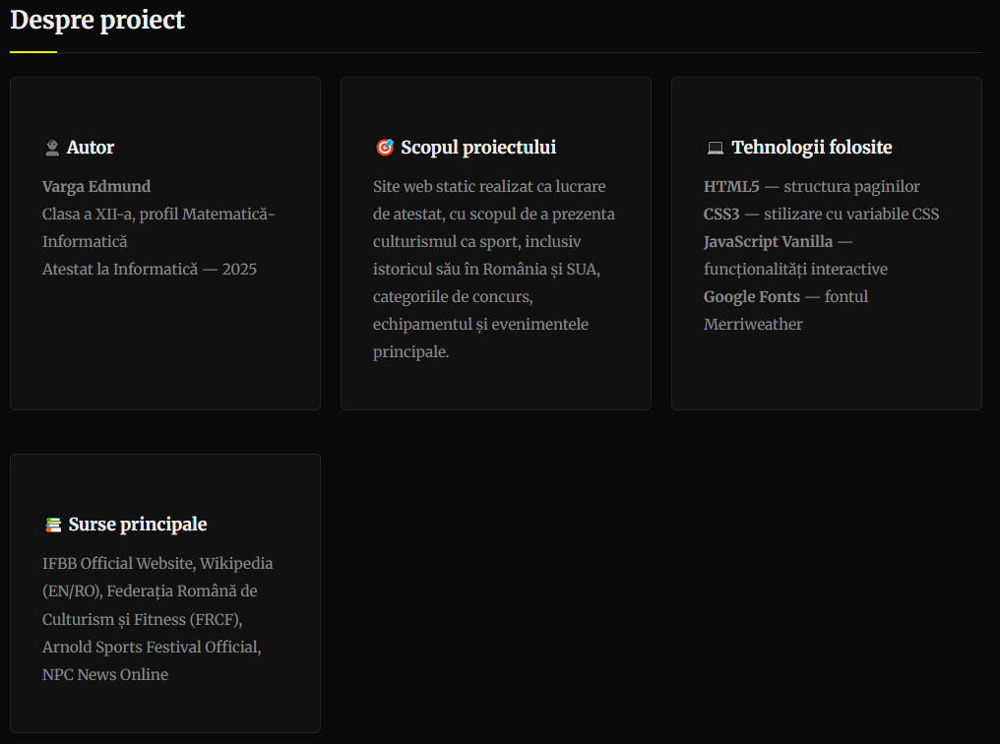 Despre proiect
Autor
Varga Edmund
Clasa a XII-a, profil Matematică-
Informatică
Atestat la Informatică — 2025
Scopul proiectului
Site web static realizat ca lucrare
de atestat, cu scopul de a prezenta
culturismul ca sport, inclusiv
istoricul său în România și SUA,
categoriile de concurs,
echipamentul și evenimentele
principale.
Tehnologii folosite
HTML5 — structura paginilor
CSS3 — stilizare cu variabile CSS
JavaScript Vanilla —
funcționalități interactive
Google Fonts — fontul
Merriweather
Surse principale
IFBB Official Website, Wikipedia
(EN/RO), Federația Română de
Culturism și Fitness (FRCF),
Arnold Sports Festival Official,
NPC News Online